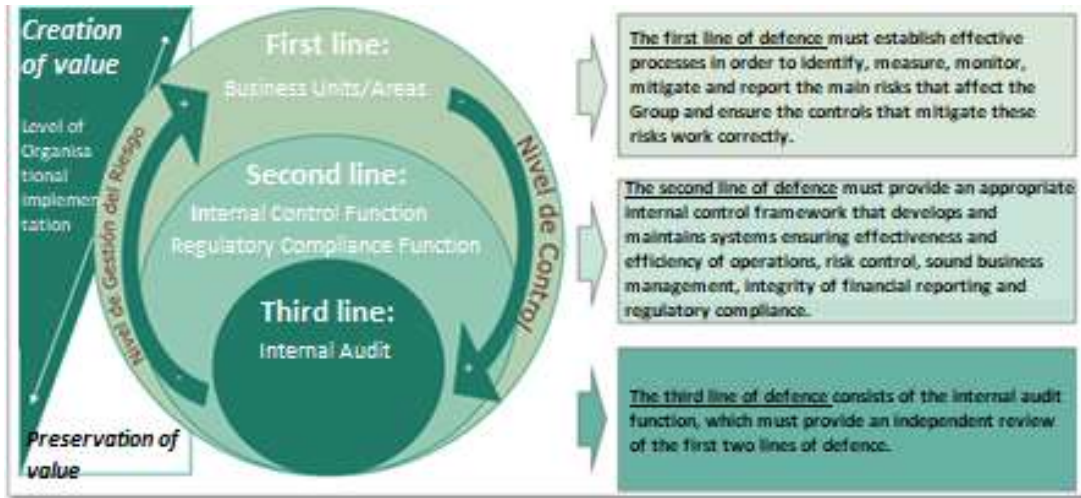 Creation
of value
Level of
Organisa
tional
implemen
tation
Preservation of
value
Nivel de Gestión del Riesgo
First line:
Business Units/Areas
Second line:
Internal Control Function
Regulatory Compliance Function
Third line:
Internal Audit
Nivel de Control
The first line of defence must establish effective
processes in order to identify, measure, monitor,
mitigate and report the main risks that affect the
Group and ensure the controls that mitigate these
risks work correctly.
The second line of defence must provide an appropriate
internal control framework that develops and
maintains systems ensuring effectiveness and
efficiency of operations, risk control, sound business
management, integrity of financial reporting and
regulatory compliance.
The third line of defence consists of the internal audit
function, which must provide an independent review
of the first two lines of defence.